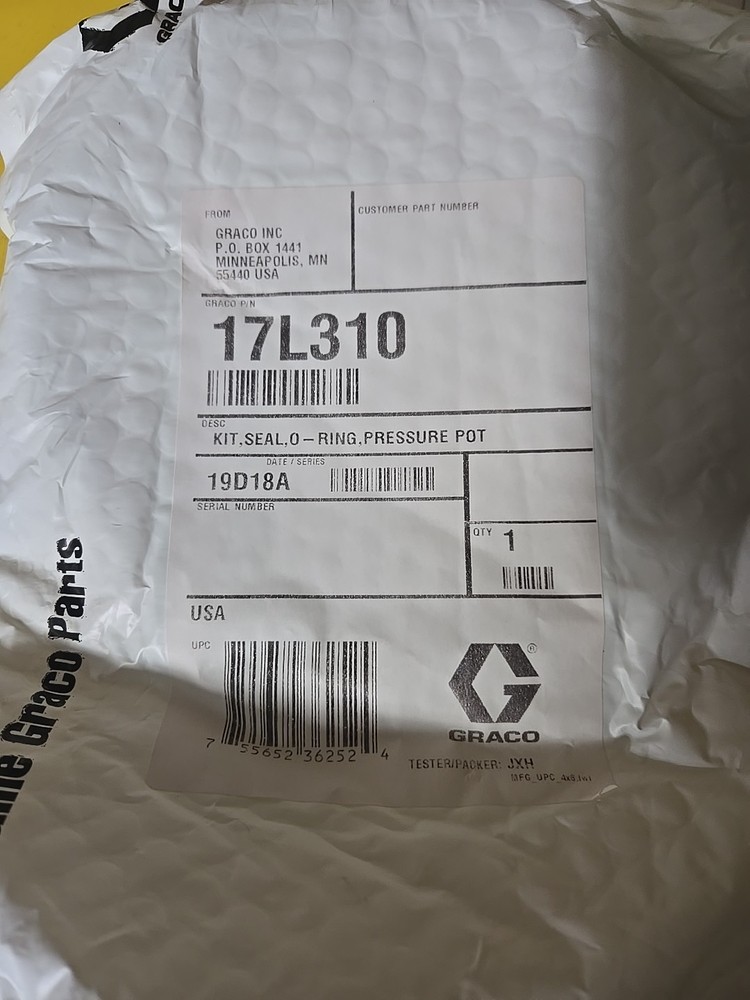 GRACO
FROM
GRACO INC
P.O. BOX 1441
MINNEAPOLIS, MN
55440 USA
CUSTOMER PART NUMBER
GRACO P/N
17L310
DESC
KIT,SEAL,O-RING,PRESSURE POT
DATE / SERIES
19D18A
SERIAL NUMBER
QTY 1
USA
UPC
7 55652 36252 4
®
GRACO
TESTER/PACKER: JXH
Graco Parts